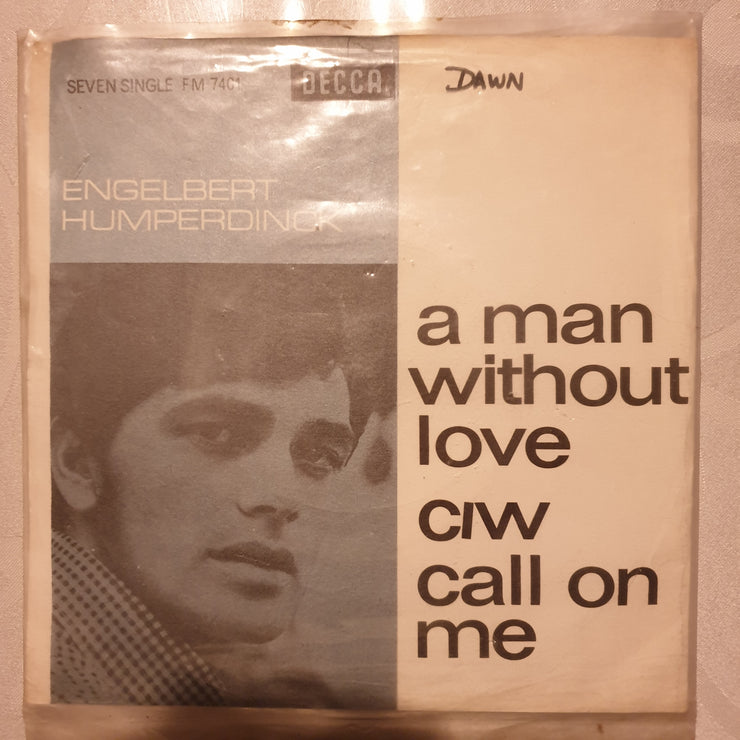 SEVEN SINGLE FM 7401
DECCA
DAWN
ENGELBERT
HUMPERDINCK
a man
without
love
c/w
call on
me